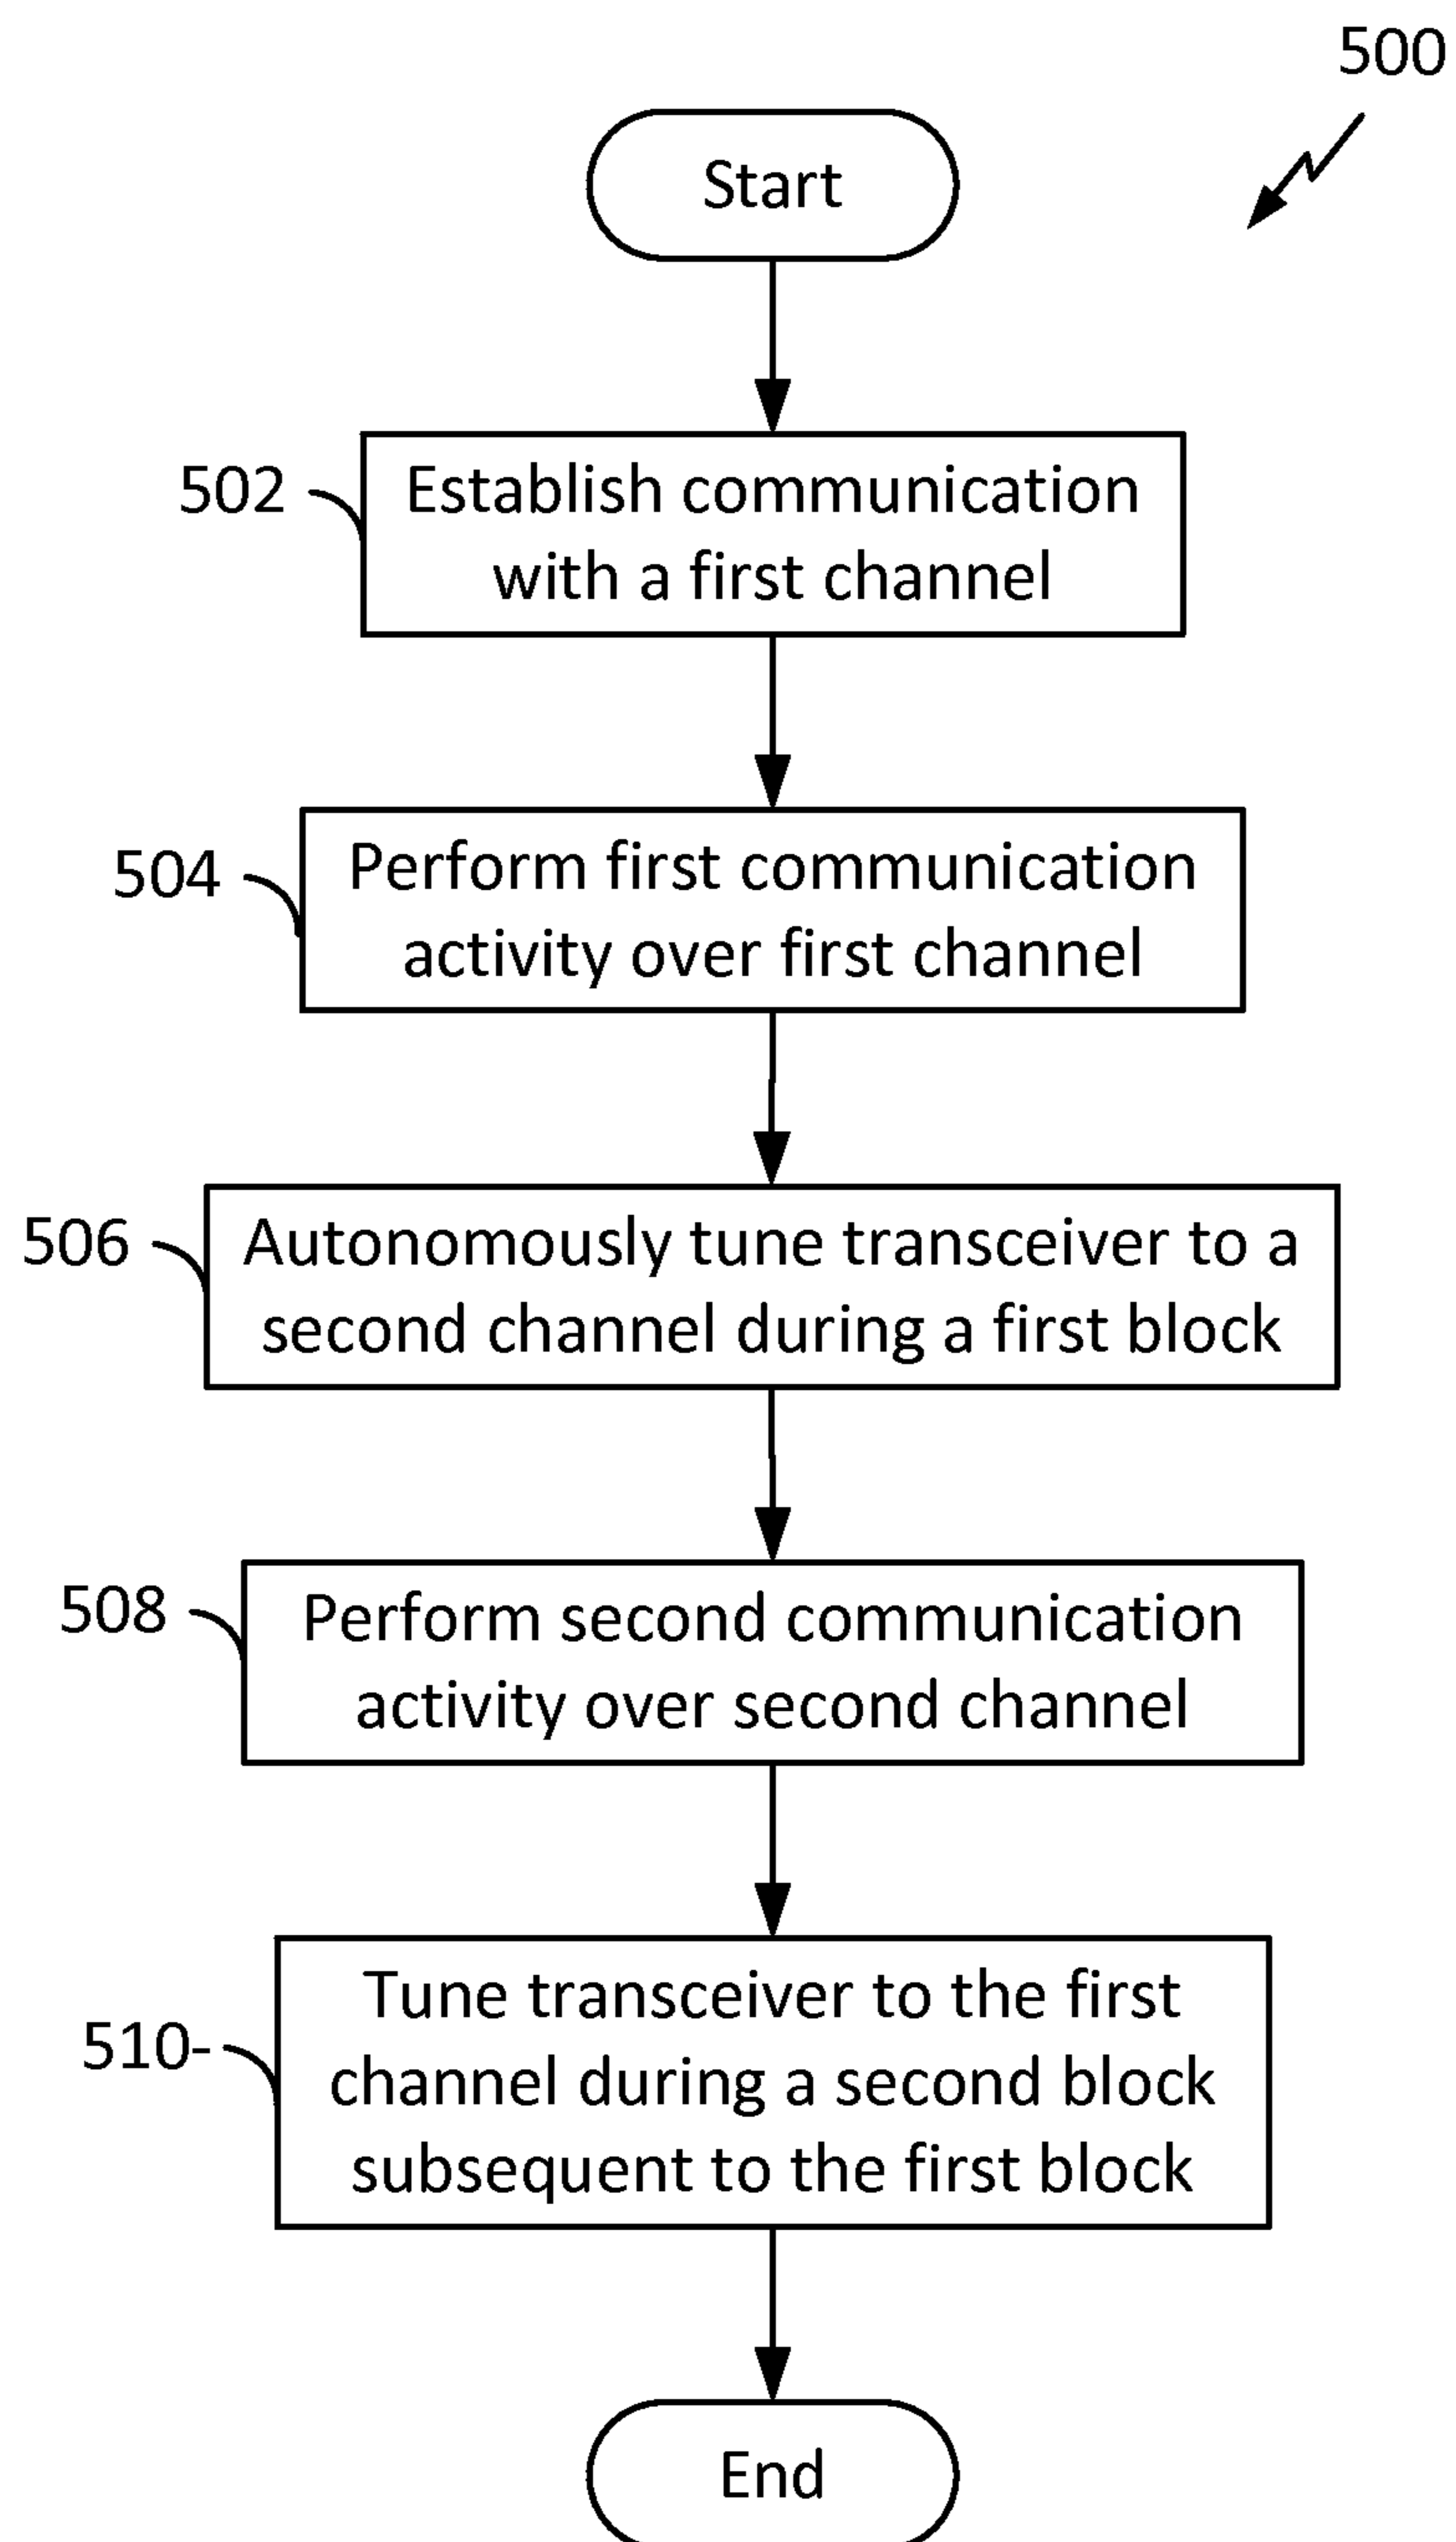 500
Start
502
Establish communication
with a first channel
504
Perform first communication
activity over first channel
506
Autonomously tune transceiver to a
second channel during a first block
508
Perform second communication
activity over second channel
510-
Tune transceiver to the first
channel during a second block
subsequent to the first block
End